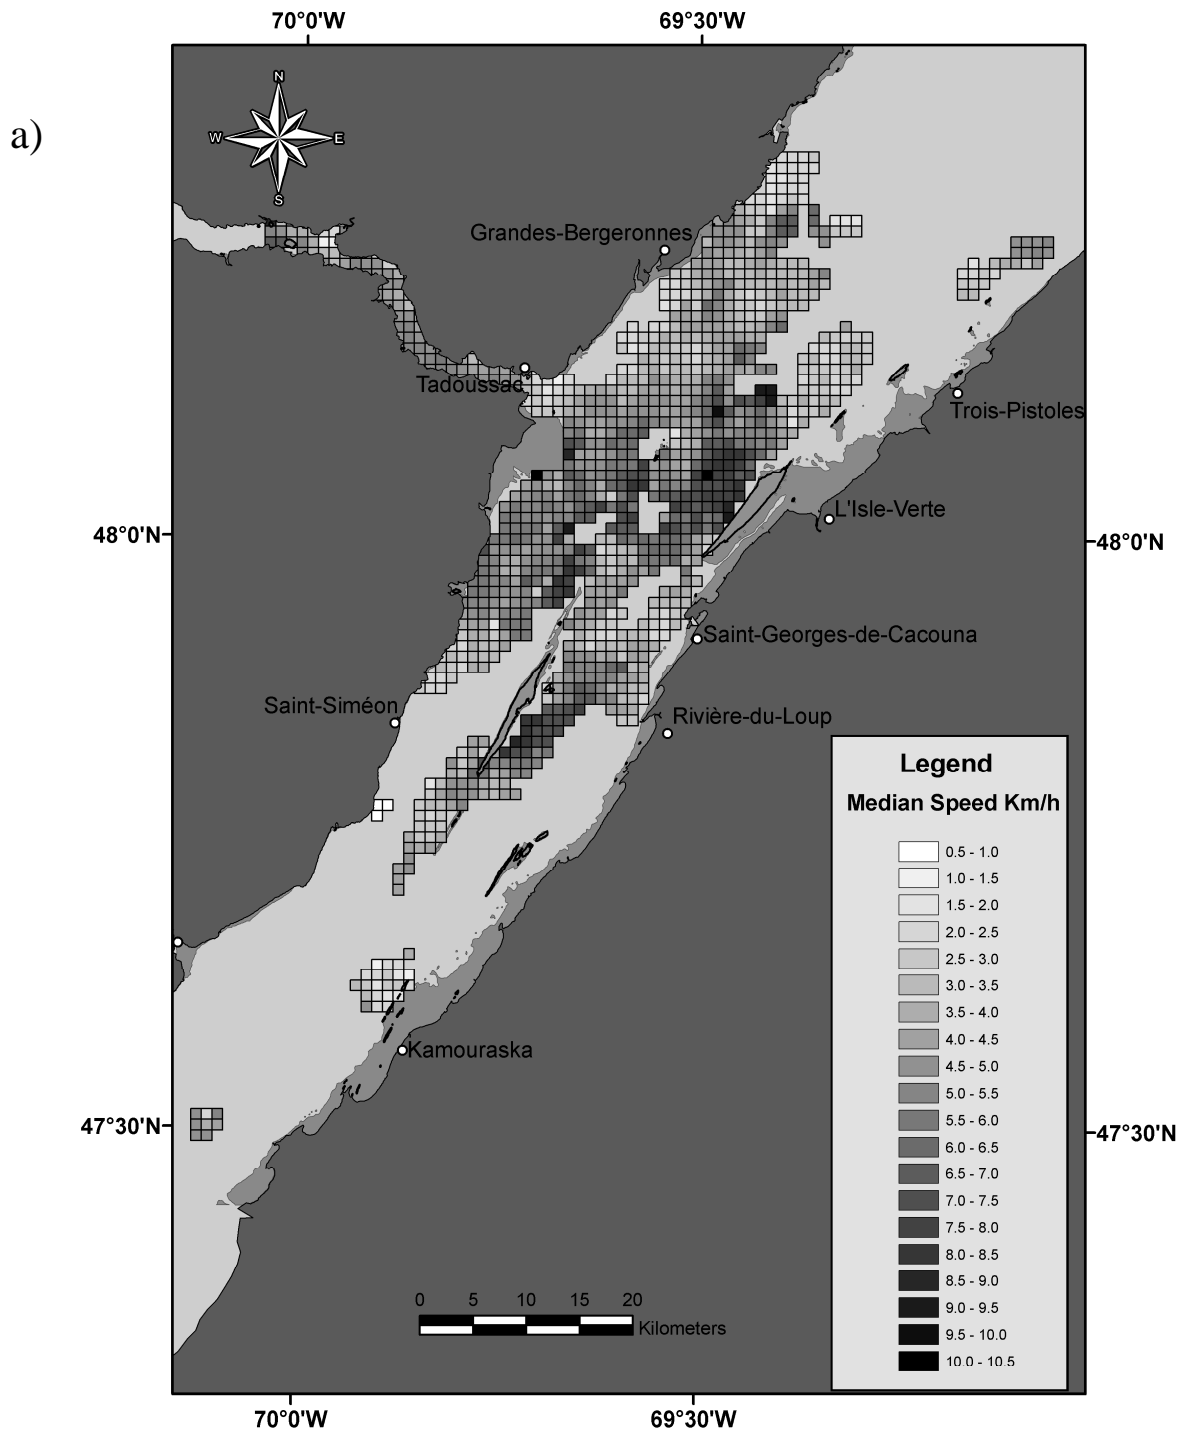 70°0'W 69°30'W
a)
N
W E
S
Grandes-Bergeronnes
Tadoussac
Trois-Pistoles
L'Isle-Verte
48°0'N 48°0'N
Saint-Georges-de-Cacouna
Saint-Siméon
Rivière-du-Loup
Legend
Median Speed Km/h
0.5 - 1.0
1.0 - 1.5
1.5 - 2.0
2.0 - 2.5
2.5 - 3.0
3.0 - 3.5
3.5 - 4.0
4.0 - 4.5
4.5 - 5.0
5.0 - 5.5
5.5 - 6.0
6.0 - 6.5
6.5 - 7.0
7.0 - 7.5
7.5 - 8.0
8.0 - 8.5
8.5 - 9.0
9.0 - 9.5
9.5 - 10.0
10.0 - 10.5
Kamouraska
47°30'N 47°30'N
0 5 10 15 20
Kilometers
70°0'W 69°30'W